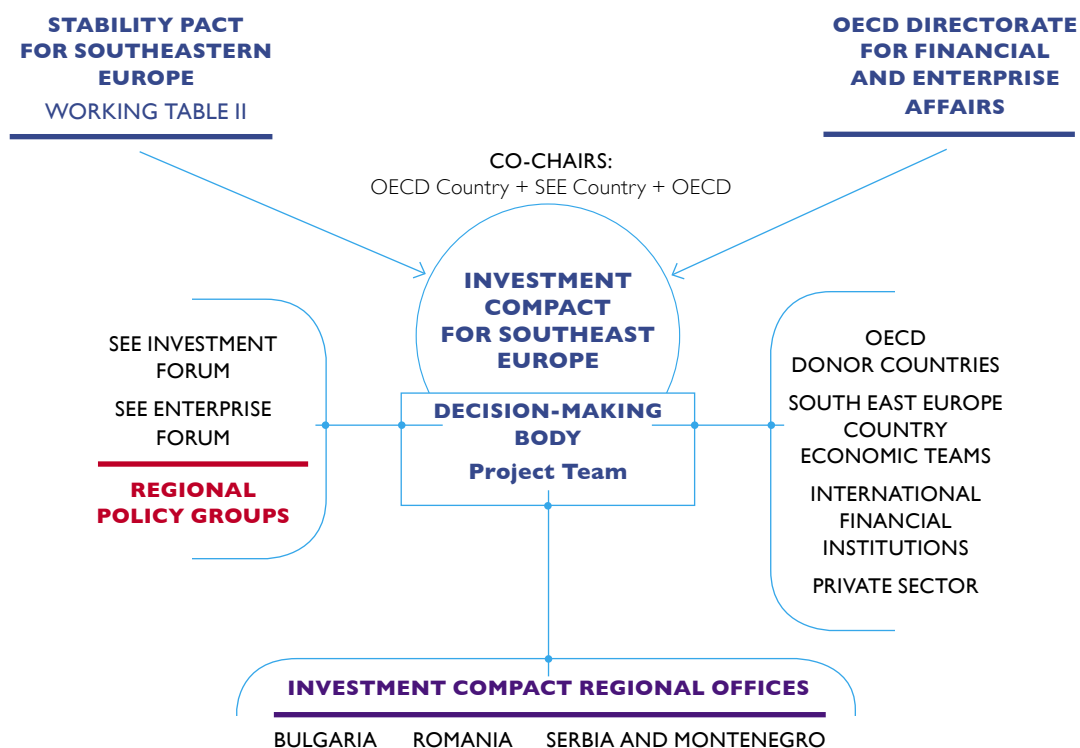 STABILITY PACT
FOR SOUTHEASTERN
EUROPE
WORKING TABLE II
OECD DIRECTORATE
FOR FINANCIAL
AND ENTERPRISE
AFFAIRS
CO-CHAIRS:
OECD Country + SEE Country + OECD
INVESTMENT
COMPACT
FOR SOUTHEAST
EUROPE
DECISION-MAKING
BODY
Project Team
SEE INVESTMENT
FORUM
SEE ENTERPRISE
FORUM
REGIONAL
POLICY GROUPS
OECD
DONOR COUNTRIES
SOUTH EAST EUROPE
COUNTRY
ECONOMIC TEAMS
INTERNATIONAL
FINANCIAL
INSTITUTIONS
PRIVATE SECTOR
INVESTMENT COMPACT REGIONAL OFFICES
BULGARIA ROMANIA SERBIA AND MONTENEGRO